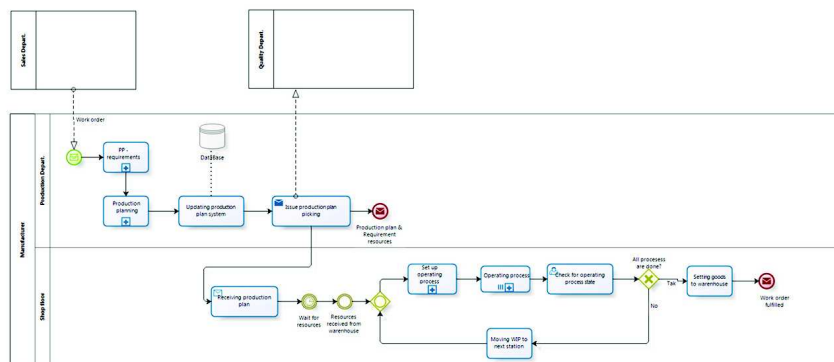 Sales Depart.
Quality Depart.
Work order
Manufacturer
Production Depart.
PP -
requirements
DataBase
Production
planning
Updating production
plan system
Issue production plan
picking
Production plan &
Requirement
resources
Shop floor
Receiving production
plan
Wait for
resources
Resources
received from
warehouse
Set up
operating
process
Operating process
Check for operating
process state
All procesess
are done?
Tak
No
Setting goods
to warehouse
Work order
fulfilled
Moving WIP to
next station